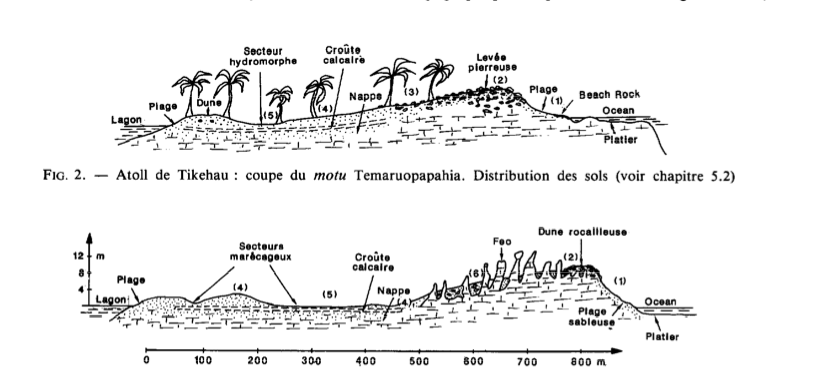 Secteur
hydromorphe
Croûte
calcaire
Levée
pierreuse
(2)
(3)
Plage
(1)
Beach Rock
Nappe
Plage
Dune
(4)
(5)
Lagon
Ocean
Platier
FIG. 2. — Atoll de Tikehau : coupe du motu Temaruopapahia. Distribution des sols (voir chapitre 5.2)
Dune rocailleuse
Feo
12 m
8
4
Secteurs
marécageux
Croûte
calcaire
(2)
(6)
(1)
Plage
(4)
(5)
Nappe
(4)
Lagon
Ocean
Plage
sableuse
Platier
0 100 200 300 400 500 600 700 800 m